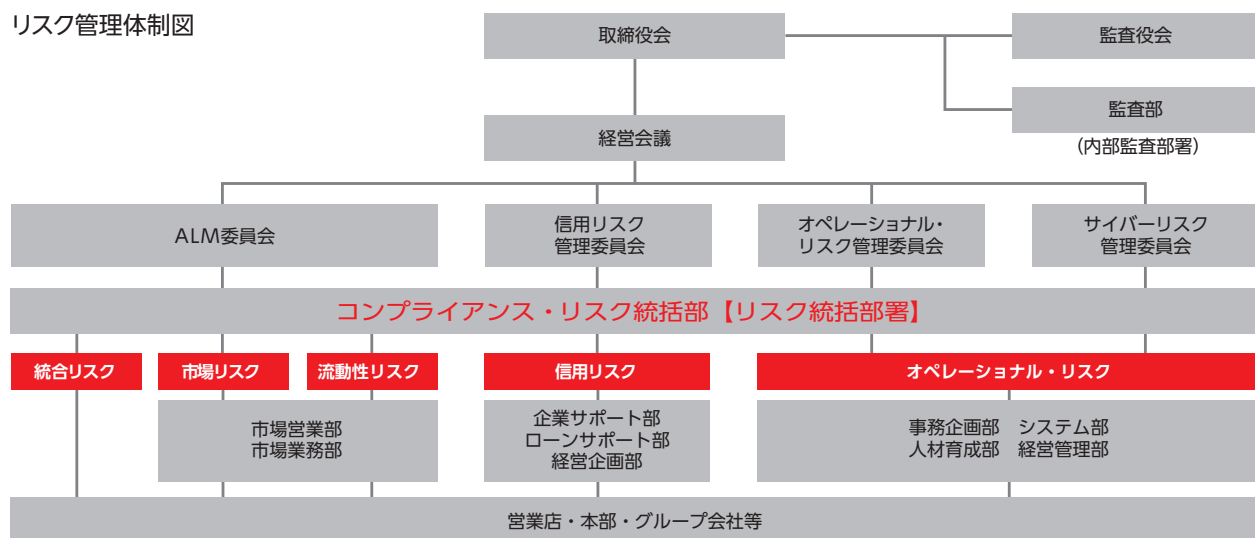 リスク管理体制図
取締役会
監査役会
監査部
(内部監査部署)
経営会議
ALM委員会
信用リスク
管理委員会
オペレーショナル・
リスク管理委員会
サイバーリスク
管理委員会
コンプライアンス・リスク統括部【リスク統括部署】
統合リスク
市場リスク
流動性リスク
信用リスク
オペレーショナル・リスク
市場営業部
市場業務部
企業サポート部
ローンサポート部
経営企画部
事務企画部　システム部
人材育成部　経営管理部
営業店・本部・グループ会社等